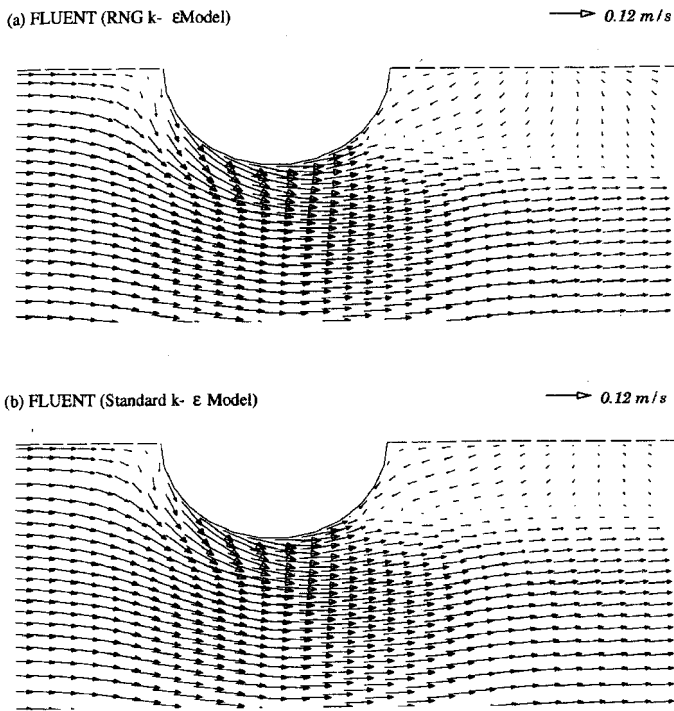 (a) FLUENT (RNG k- εModel)
0.12 m/s
(b) FLUENT (Standard k- ε Model)
0.12 m/s